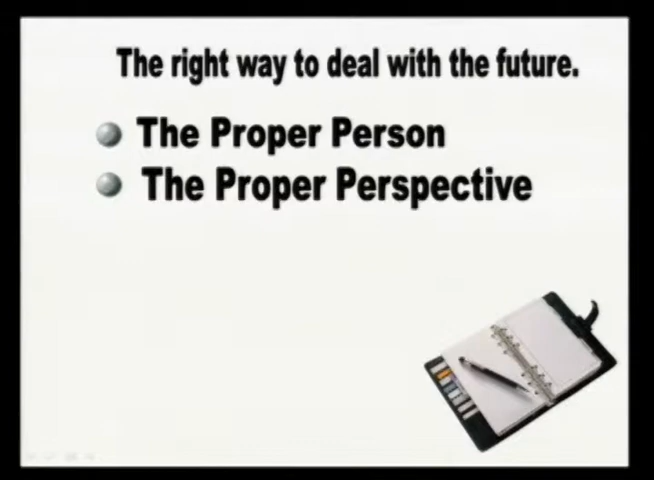 The right way to deal with the future.
The Proper Person
The Proper Perspective